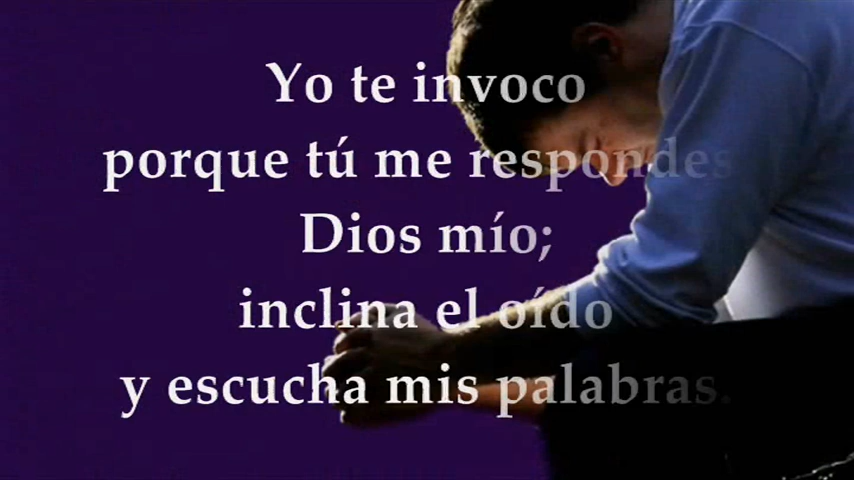 Yo te invoco
porque tú me respondes
Dios mío;
inclina el oído
y escucha mis palabras.